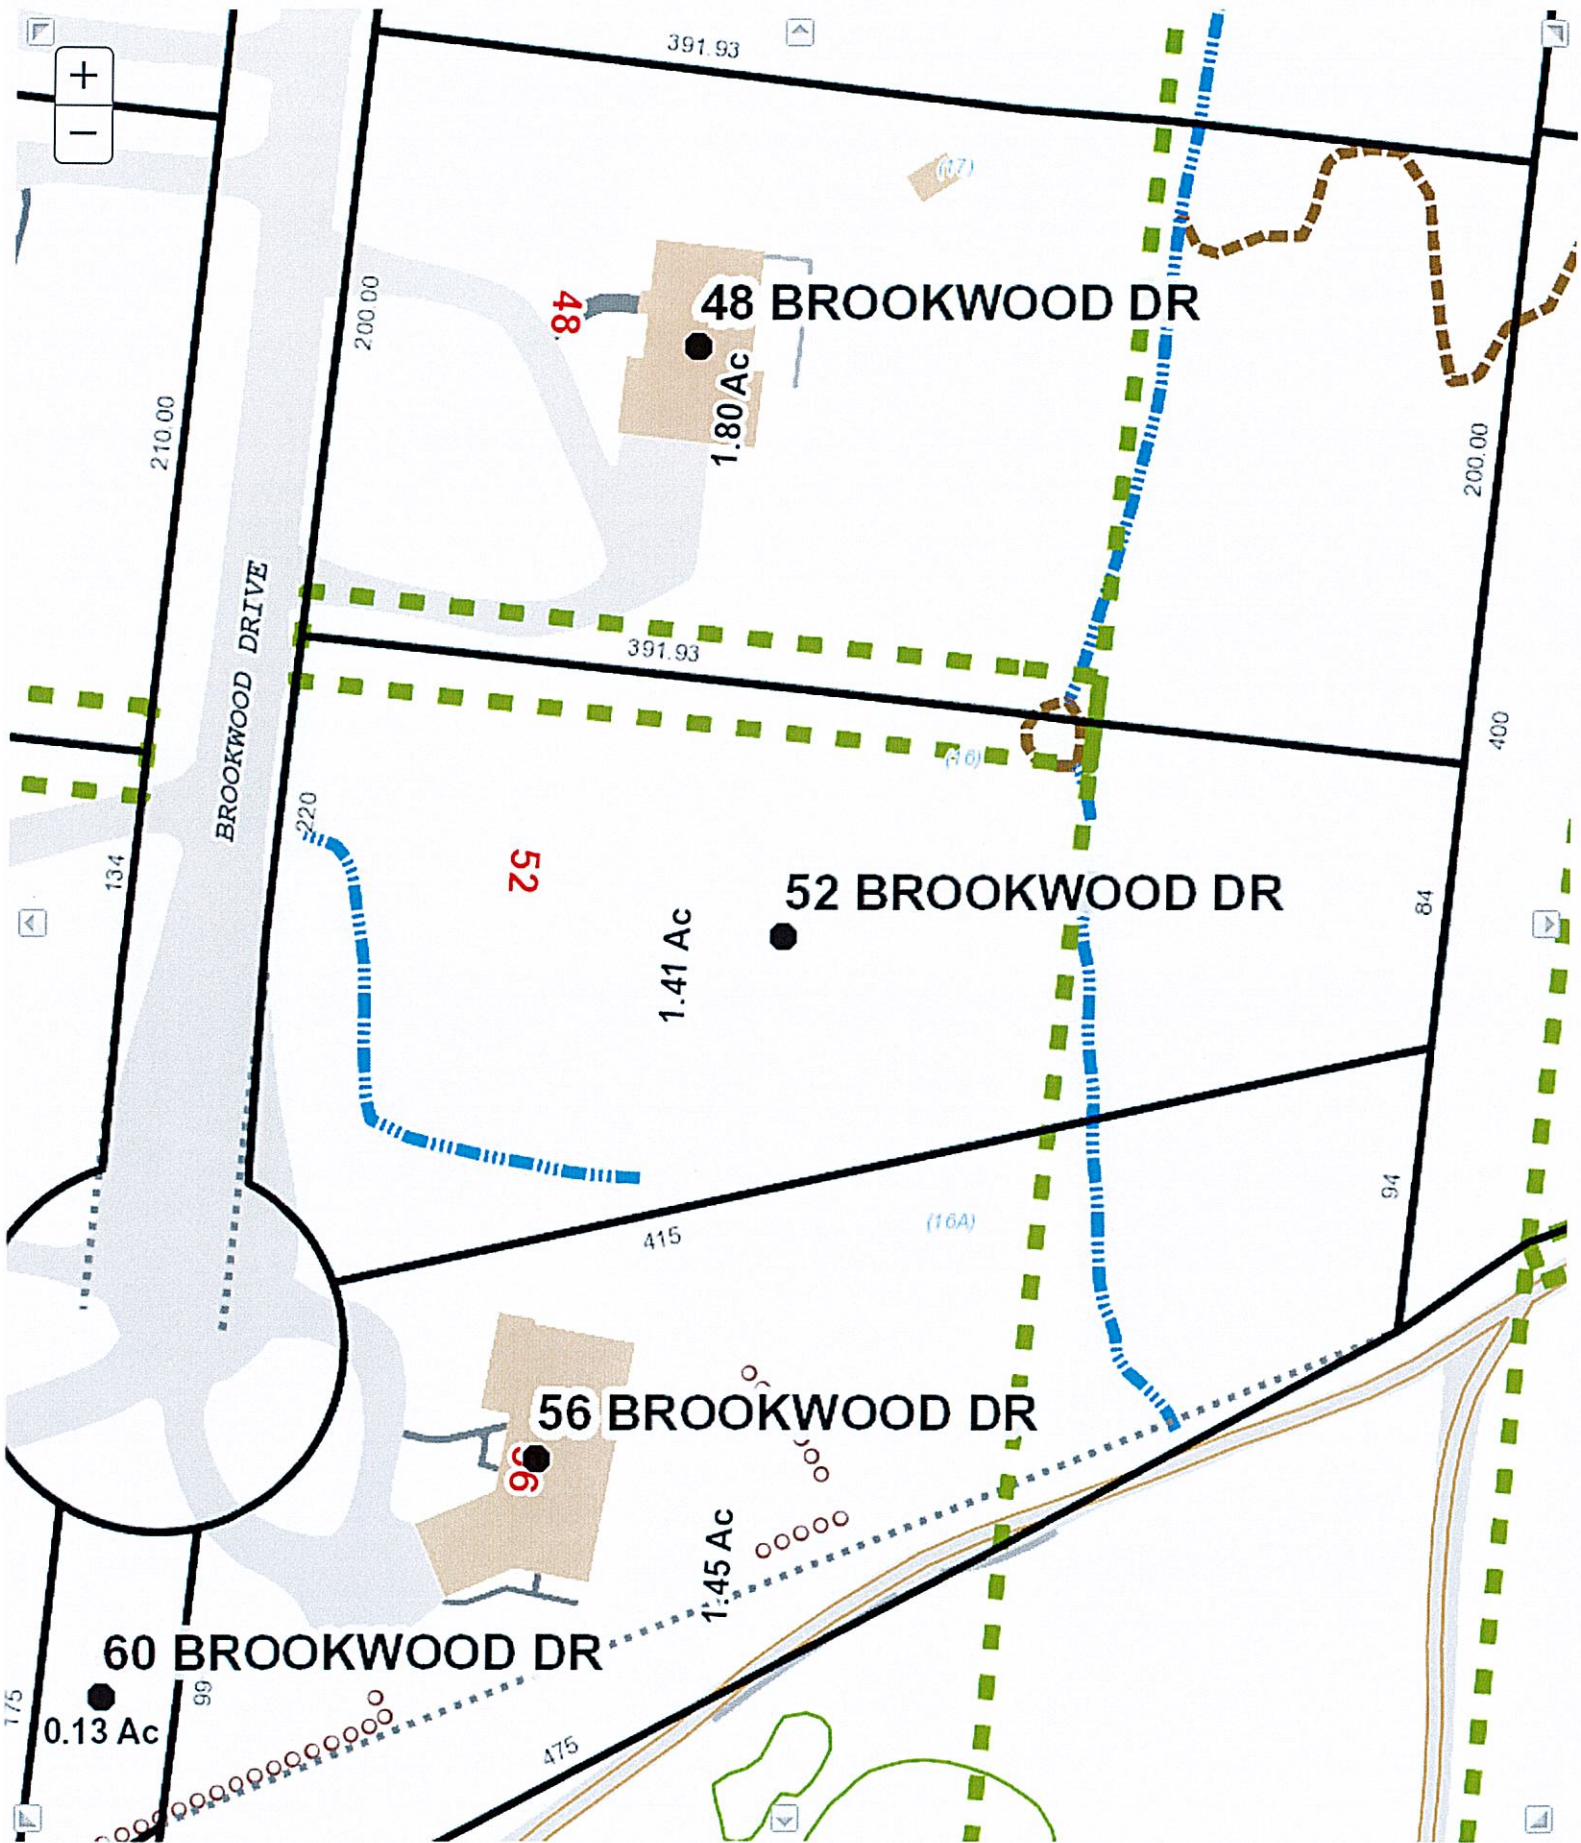 391.93
+
−
(17)
48 BROOKWOOD DR
48
200.00
1.80 Ac
210.00
200.00
BROOKWOOD DRIVE
391.93
400
(16)
220
52
52 BROOKWOOD DR
134
84
1.41 Ac
94
(16A)
415
56 BROOKWOOD DR
56
1.45 Ac
60 BROOKWOOD DR
99
175
0.13 Ac
475